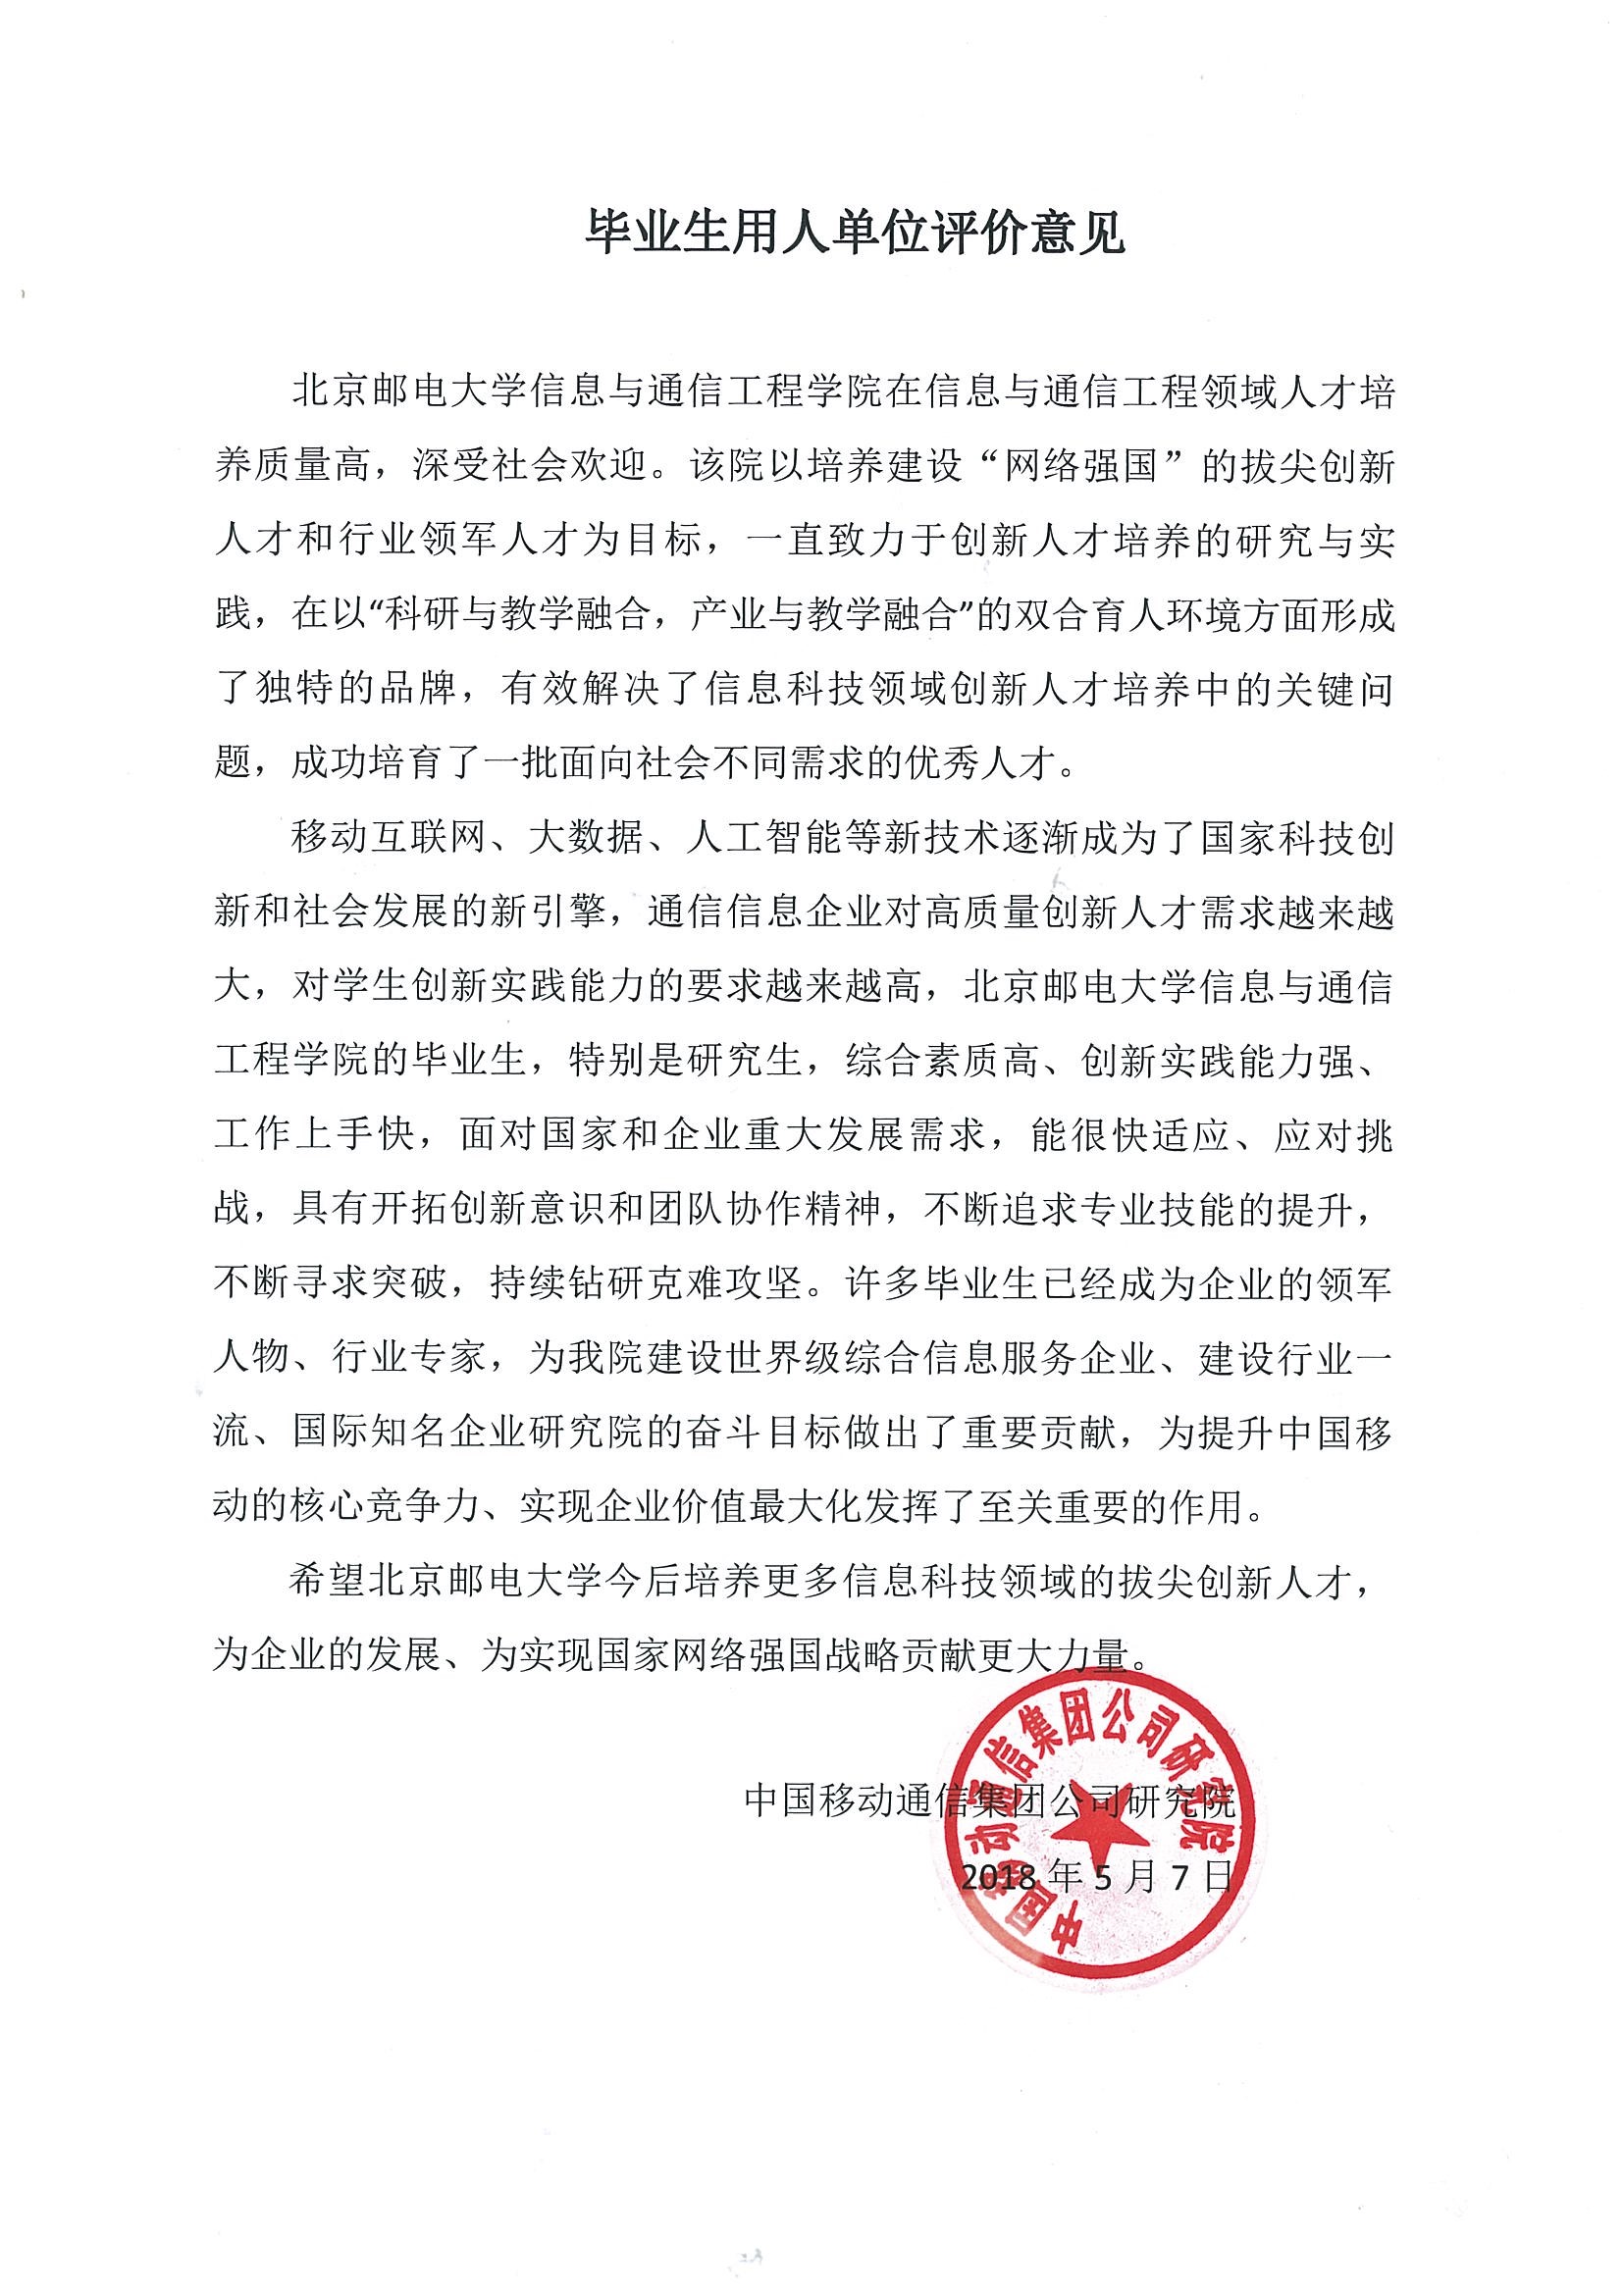 毕业生用人单位评价意见
北京邮电大学信息与通信工程学院在信息与通信工程领域人才培
养质量高，深受社会欢迎。该院以培养建设“网络强国”的拔尖创新
人才和行业领军人才为目标，一直致力于创新人才培养的研究与实
践，在以“科研与教学融合，产业与教学融合”的双合育人环境方面形成
了独特的品牌，有效解决了信息科技领域创新人才培养中的关键问
题，成功培育了一批面向社会不同需求的优秀人才。
移动互联网、大数据、人工智能等新技术逐渐成为了国家科技创
新和社会发展的新引擎，通信信息企业对高质量创新人才需求越来越
大，对学生创新实践能力的要求越来越高，北京邮电大学信息与通信
工程学院的毕业生，特别是研究生，综合素质高、创新实践能力强、
工作上手快，面对国家和企业重大发展需求，能很快适应、应对挑
战，具有开拓创新意识和团队协作精神，不断追求专业技能的提升，
不断寻求突破，持续钻研克难攻坚。许多毕业生已经成为企业的领军
人物、行业专家，为我院建设世界级综合信息服务企业、建设行业一
流、国际知名企业研究院的奋斗目标做出了重要贡献，为提升中国移
动的核心竞争力、实现企业价值最大化发挥了至关重要的作用。
希望北京邮电大学今后培养更多信息科技领域的拔尖创新人才，
为企业的发展、为实现国家网络强国战略贡献更大力量。
中国移动通信集团公司研究院
2018 年 5 月 7 日
中国移动通信集团公司研究院